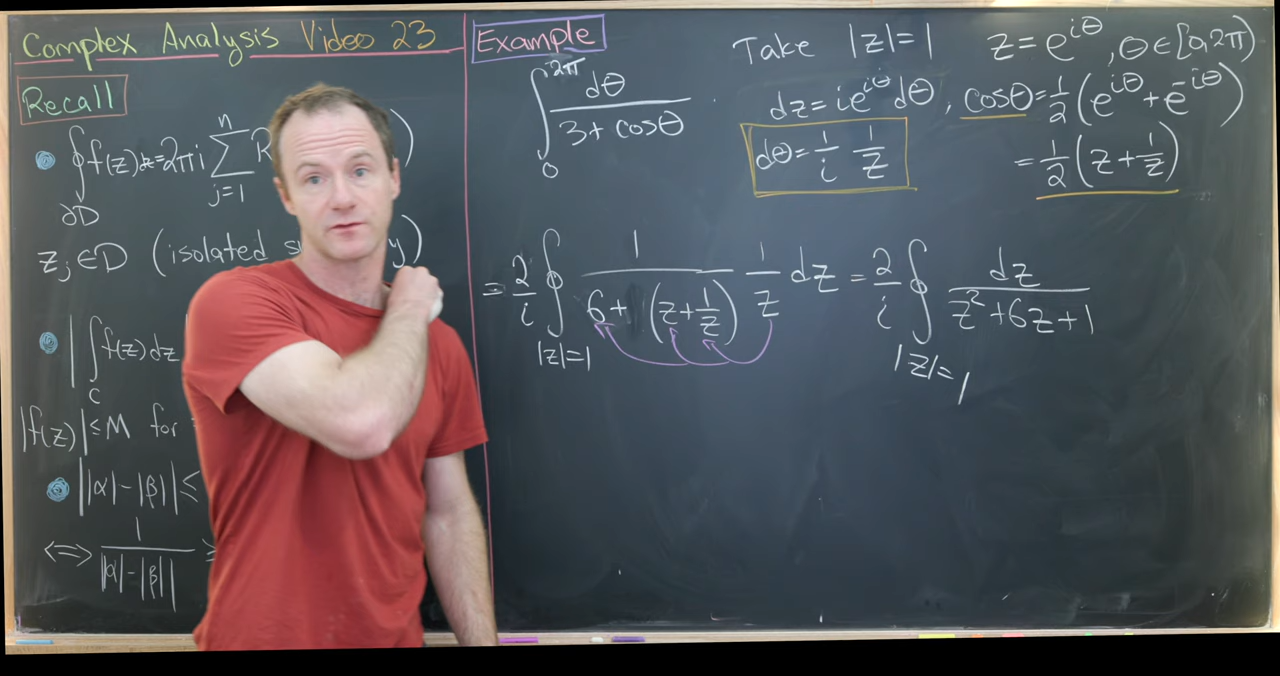 Complex Analysis Video 23
Recall
∮_{∂D} f(z)dz=2πi ∑_{j=1}^{n} R )
z_j ∈ D (isolated s y)
| ∫_C f(z)dz
|f(z)| ≤ M for
||α|-|β|| ≤
⟺ 1/||α|-|β|| ≥
Example
∫_0^{2π} dθ/(3+cosθ)
Take |z|=1 z=e^{iθ}, θ∈[0,2π)
dz=ie^{iθ}dθ, cosθ=1/2(e^{iθ}+e^{-iθ})
dθ=1/i 1/z =1/2(z+1/z)
=2/i ∮_{|z|=1} 1/(6+(z+1/z)) 1/z dz = 2/i ∮_{|z|=1} dz/(z²+6z+1)